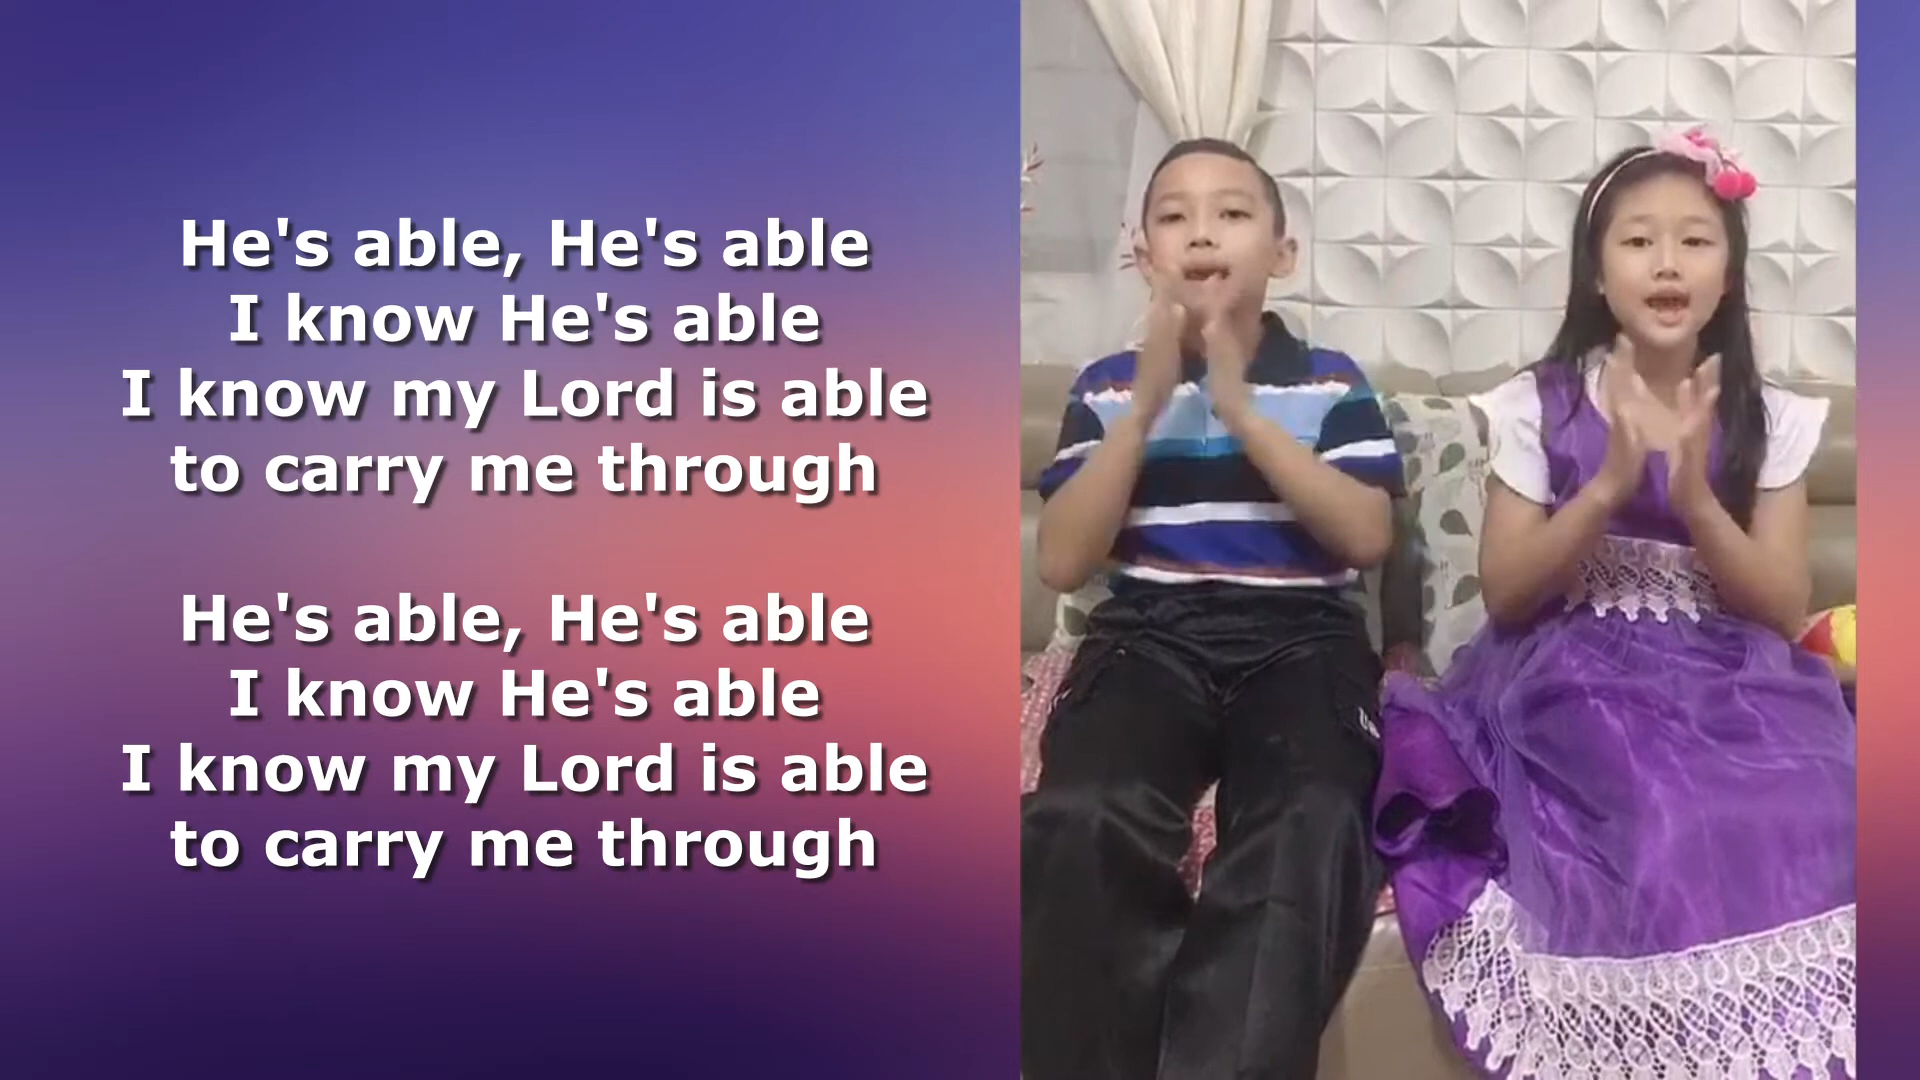 He's able, He's able
I know He's able
I know my Lord is able
to carry me through
He's able, He's able
I know He's able
I know my Lord is able
to carry me through